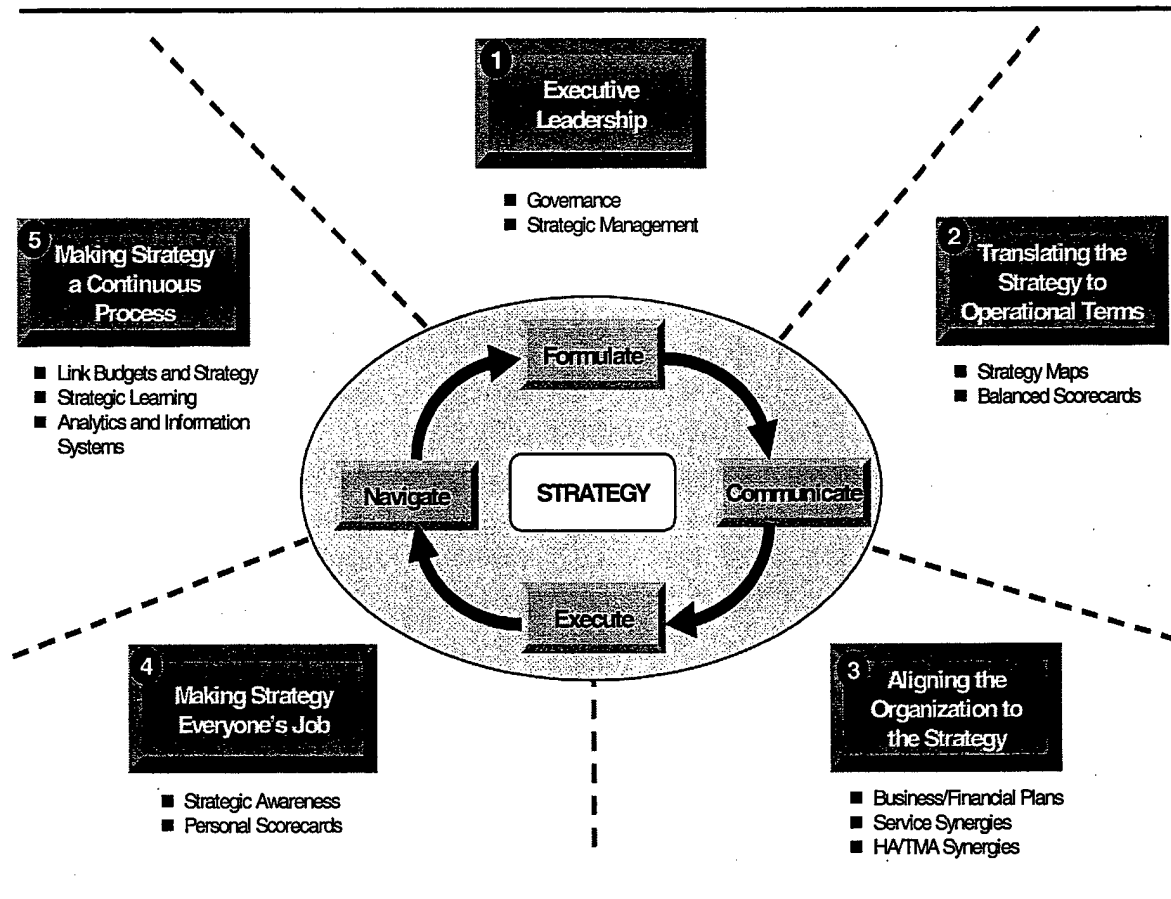 1
Executive
Leadership
■ Governance
■ Strategic Management
2
Translating the
Strategy to
Operational Terms
■ Strategy Maps
■ Balanced Scorecards
3
Aligning the
Organization to
the Strategy
■ Business/Financial Plans
■ Service Synergies
■ HA/TMA Synergies
4
Making Strategy
Everyone's Job
■ Strategic Awareness
■ Personal Scorecards
5
Making Strategy
a Continuous
Process
■ Link Budgets and Strategy
■ Strategic Learning
■ Analytics and Information
Systems
Formulate
Communicate
Execute
Navigate
STRATEGY